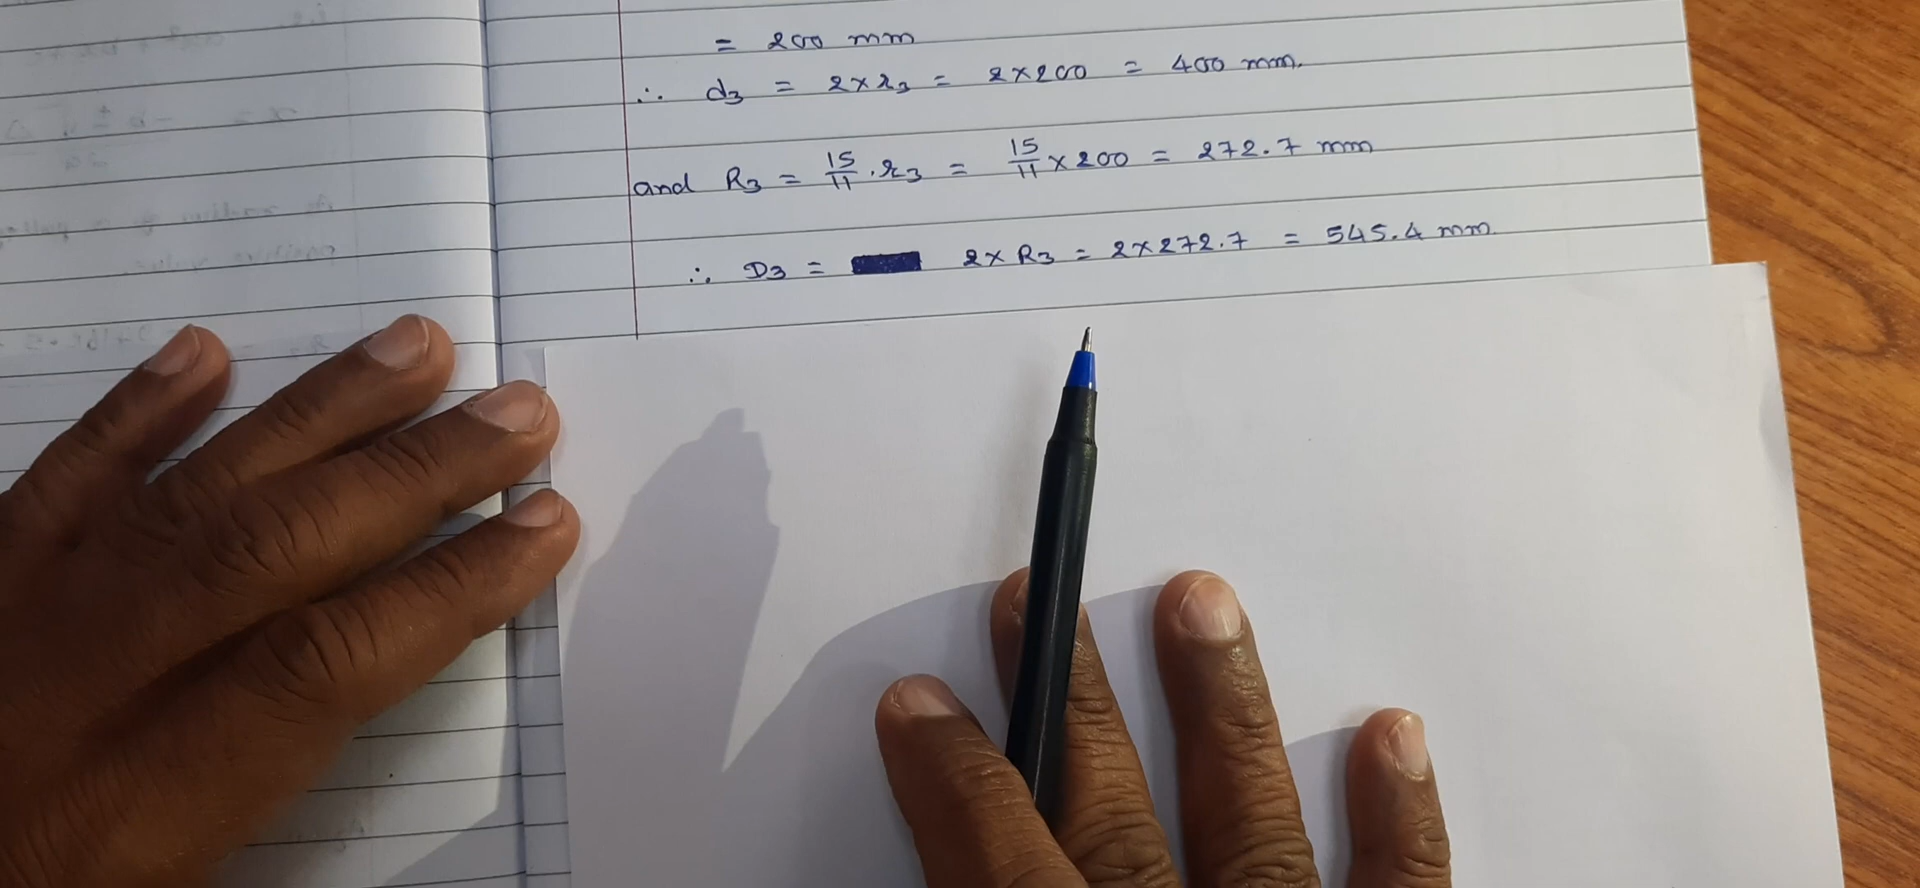 = 200 mm
∴ d₃ = 2×r₃ = 2×200 = 400 mm.
and R₃ = 15/11 . r₃ = 15/11 × 200 = 272.7 mm
∴ D₃ = 2× R₃ = 2×272.7 = 545.4 mm